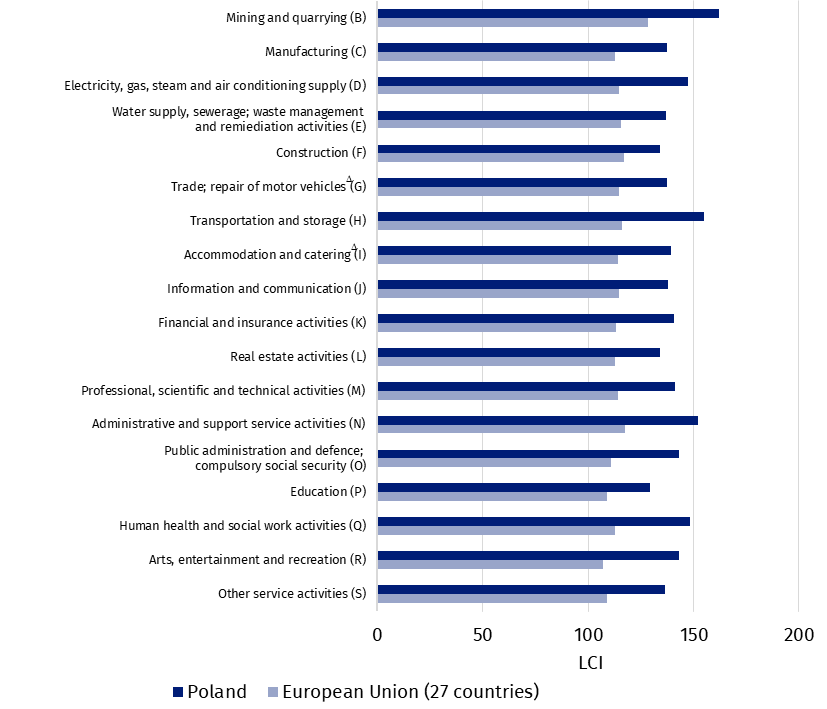 Mining and quarrying (B)
Manufacturing (C)
Electricity, gas, steam and air conditioning supply (D)
Water supply, sewerage; waste management
and remiediation activities (E)
Construction (F)
Trade; repair of motor vehicles Δ(G)
Transportation and storage (H)
Accommodation and catering Δ(I)
Information and communication (J)
Financial and insurance activities (K)
Real estate activities (L)
Professional, scientific and technical activities (M)
Administrative and support service activities (N)
Public administration and defence;
compulsory social security (O)
Education (P)
Human health and social work activities (Q)
Arts, entertainment and recreation (R)
Other service activities (S)
0 50 100 150 200
LCI
Poland European Union (27 countries)